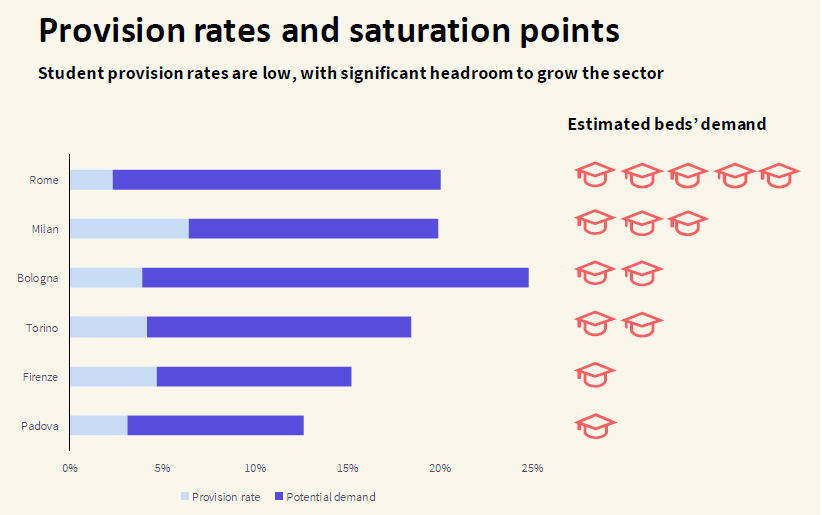 Provision rates and saturation points
Student provision rates are low, with significant headroom to grow the sector
Estimated beds’ demand
Rome
Milan
Bologna
Torino
Firenze
Padova
0% 5% 10% 15% 20% 25%
Provision rate Potential demand